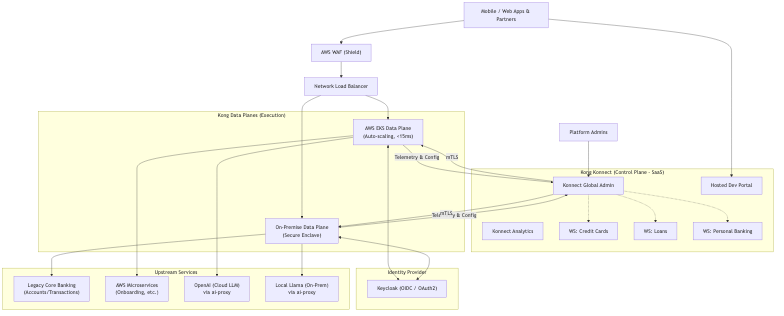 Mobile / Web Apps &
Partners
AWS WAF (Shield)
Network Load Balancer
Kong Data Planes (Execution)
AWS EKS Data Plane
(Auto-scaling, <15ms)
Platform Admins
Telemetry & Config
mTLS
Kong Konnect (Control Plane - SaaS)
Konnect Global Admin
Hosted Dev Portal
mTLS
Telemetry & Config
On-Premise Data Plane
(Secure Enclave)
Konnect Analytics
WS: Credit Cards
WS: Loans
WS: Personal Banking
Upstream Services
Identity Provider
Legacy Core Banking
(Accounts/Transactions)
AWS Microservices
(Onboarding, etc.)
OpenAI (Cloud LLM)
via ai-proxy
Local Llama (On-Prem)
via ai-proxy
Keycloak (OIDC / OAuth2)